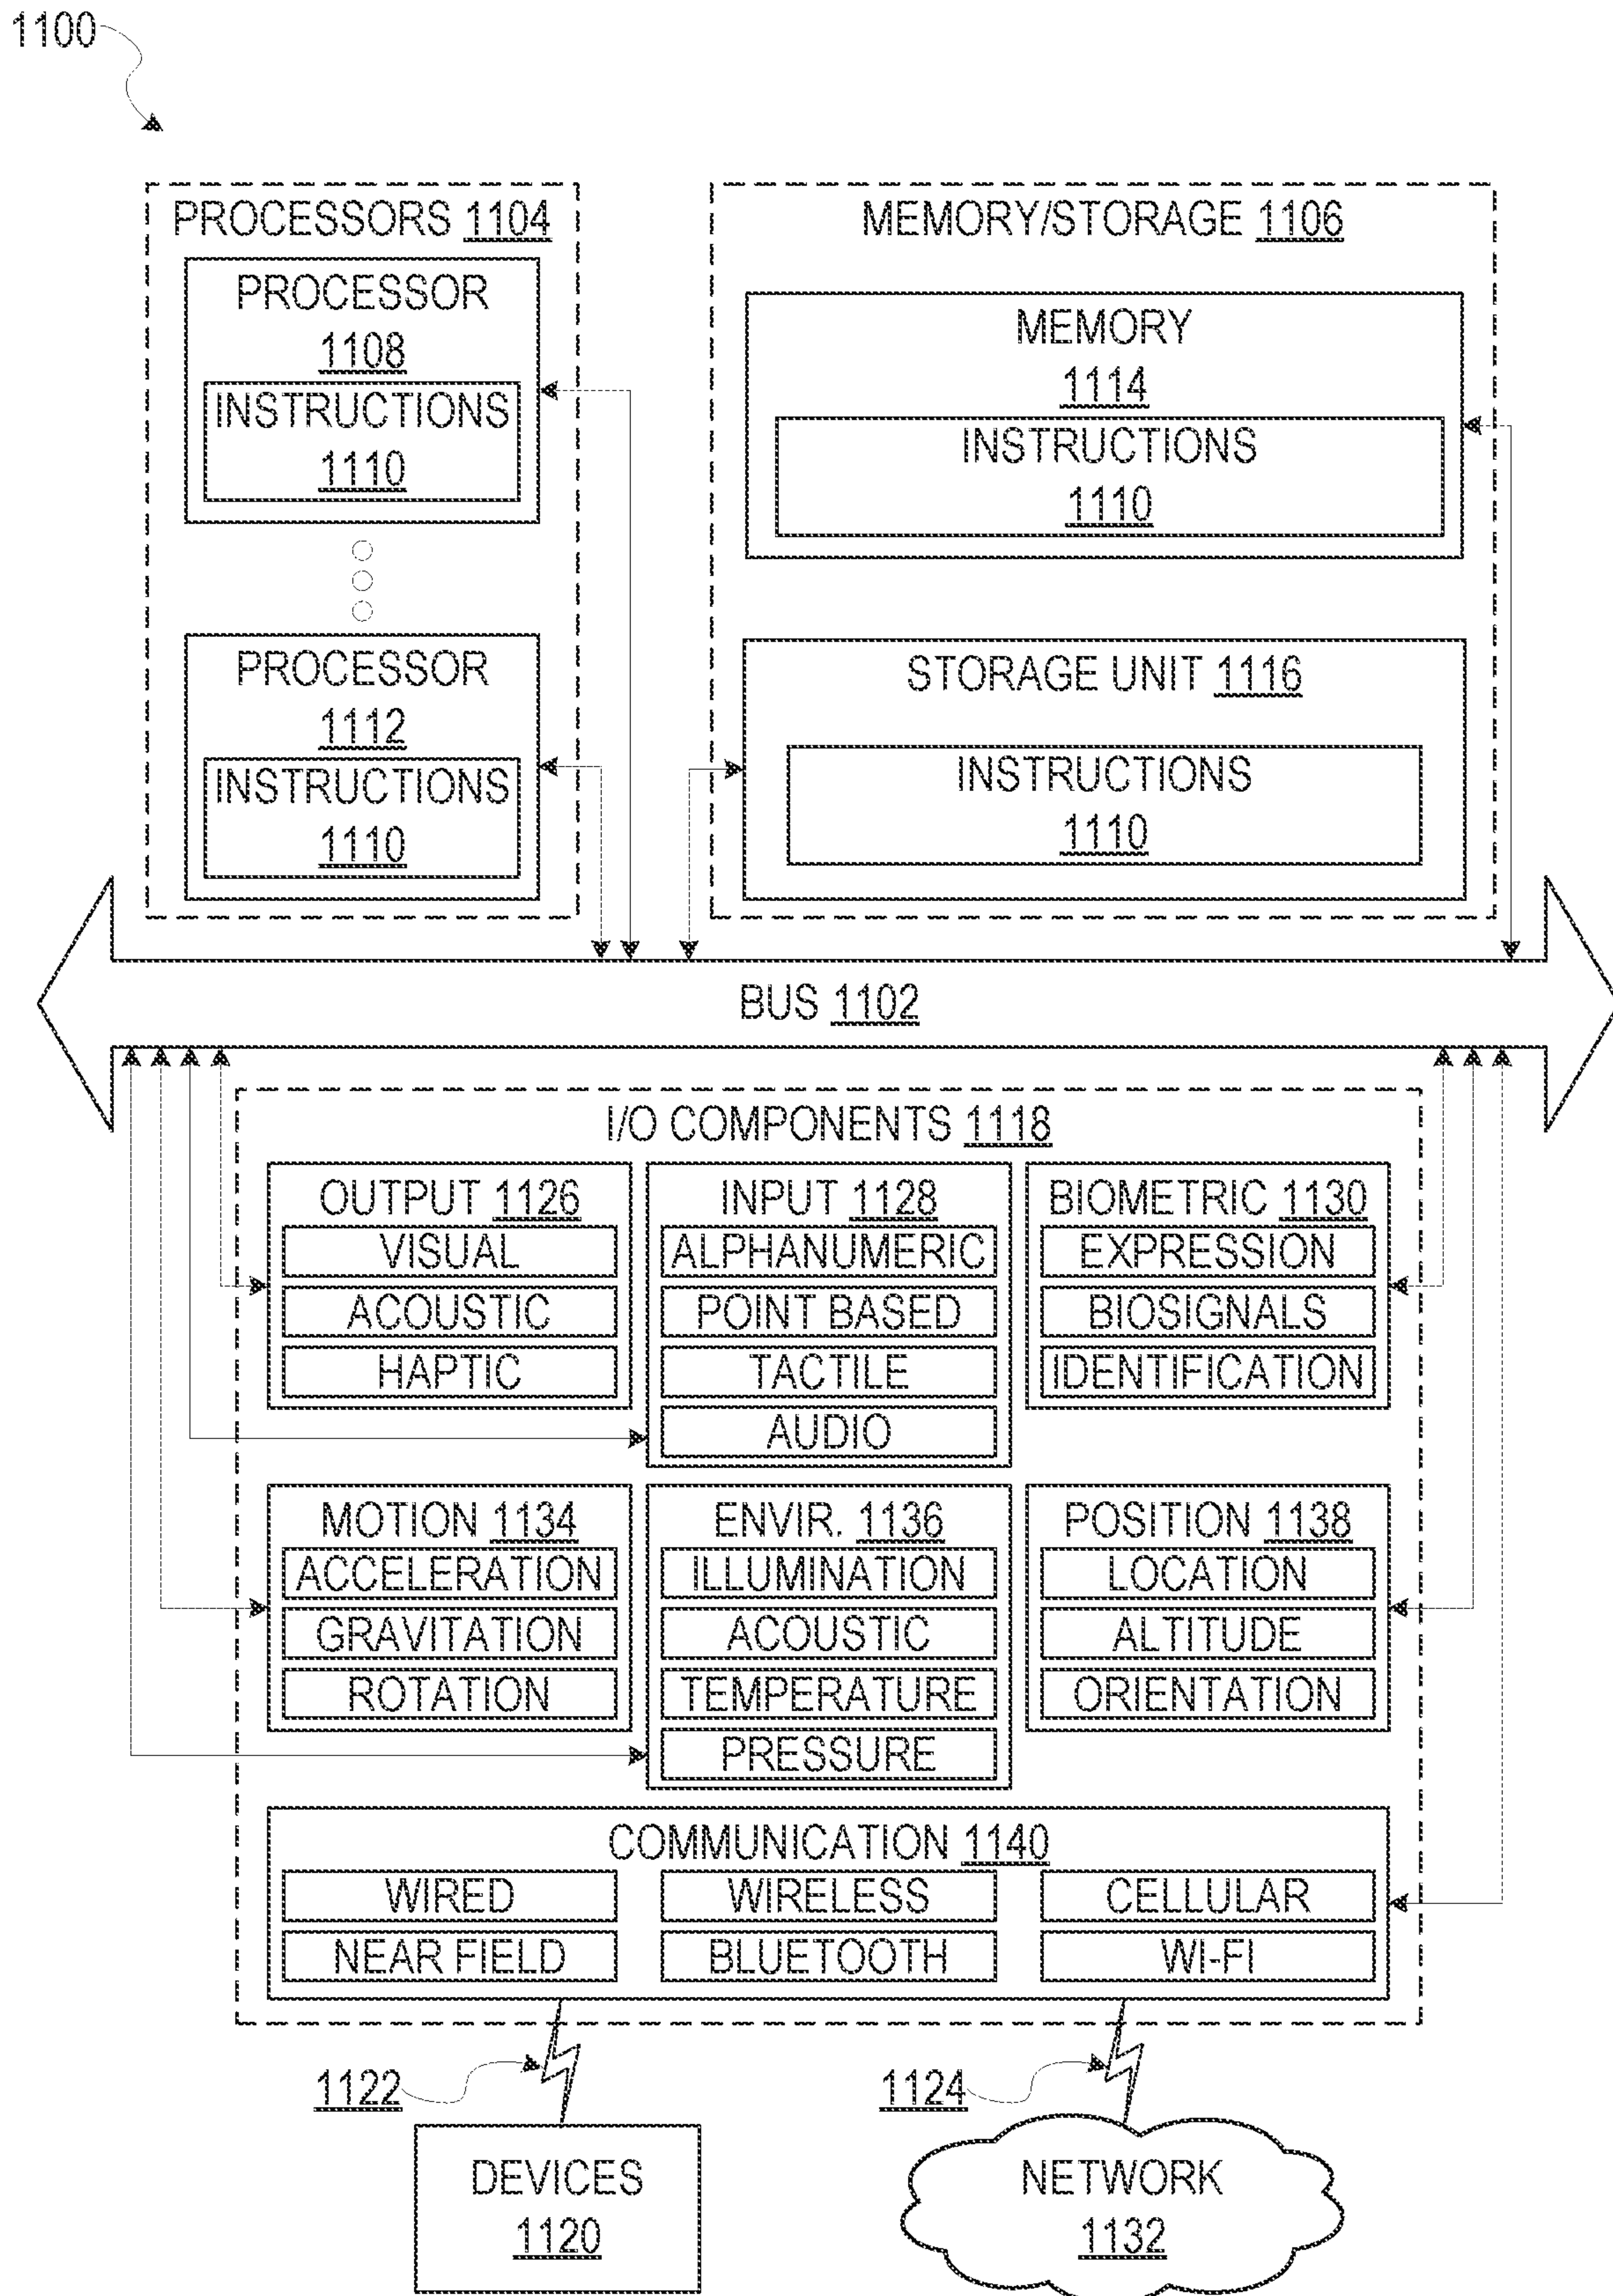 1100
PROCESSORS 1104
PROCESSOR
1108
INSTRUCTIONS
1110
PROCESSOR
1112
INSTRUCTIONS
1110
MEMORY/STORAGE 1106
MEMORY
1114
INSTRUCTIONS
1110
STORAGE UNIT 1116
INSTRUCTIONS
1110
BUS 1102
I/O COMPONENTS 1118
OUTPUT 1126
VISUAL
ACOUSTIC
HAPTIC
INPUT 1128
ALPHANUMERIC
POINT BASED
TACTILE
AUDIO
BIOMETRIC 1130
EXPRESSION
BIOSIGNALS
IDENTIFICATION
MOTION 1134
ACCELERATION
GRAVITATION
ROTATION
ENVIR. 1136
ILLUMINATION
ACOUSTIC
TEMPERATURE
PRESSURE
POSITION 1138
LOCATION
ALTITUDE
ORIENTATION
COMMUNICATION 1140
WIRED
WIRELESS
CELLULAR
NEAR FIELD
BLUETOOTH
WI-FI
1122
1124
DEVICES
1120
NETWORK
1132